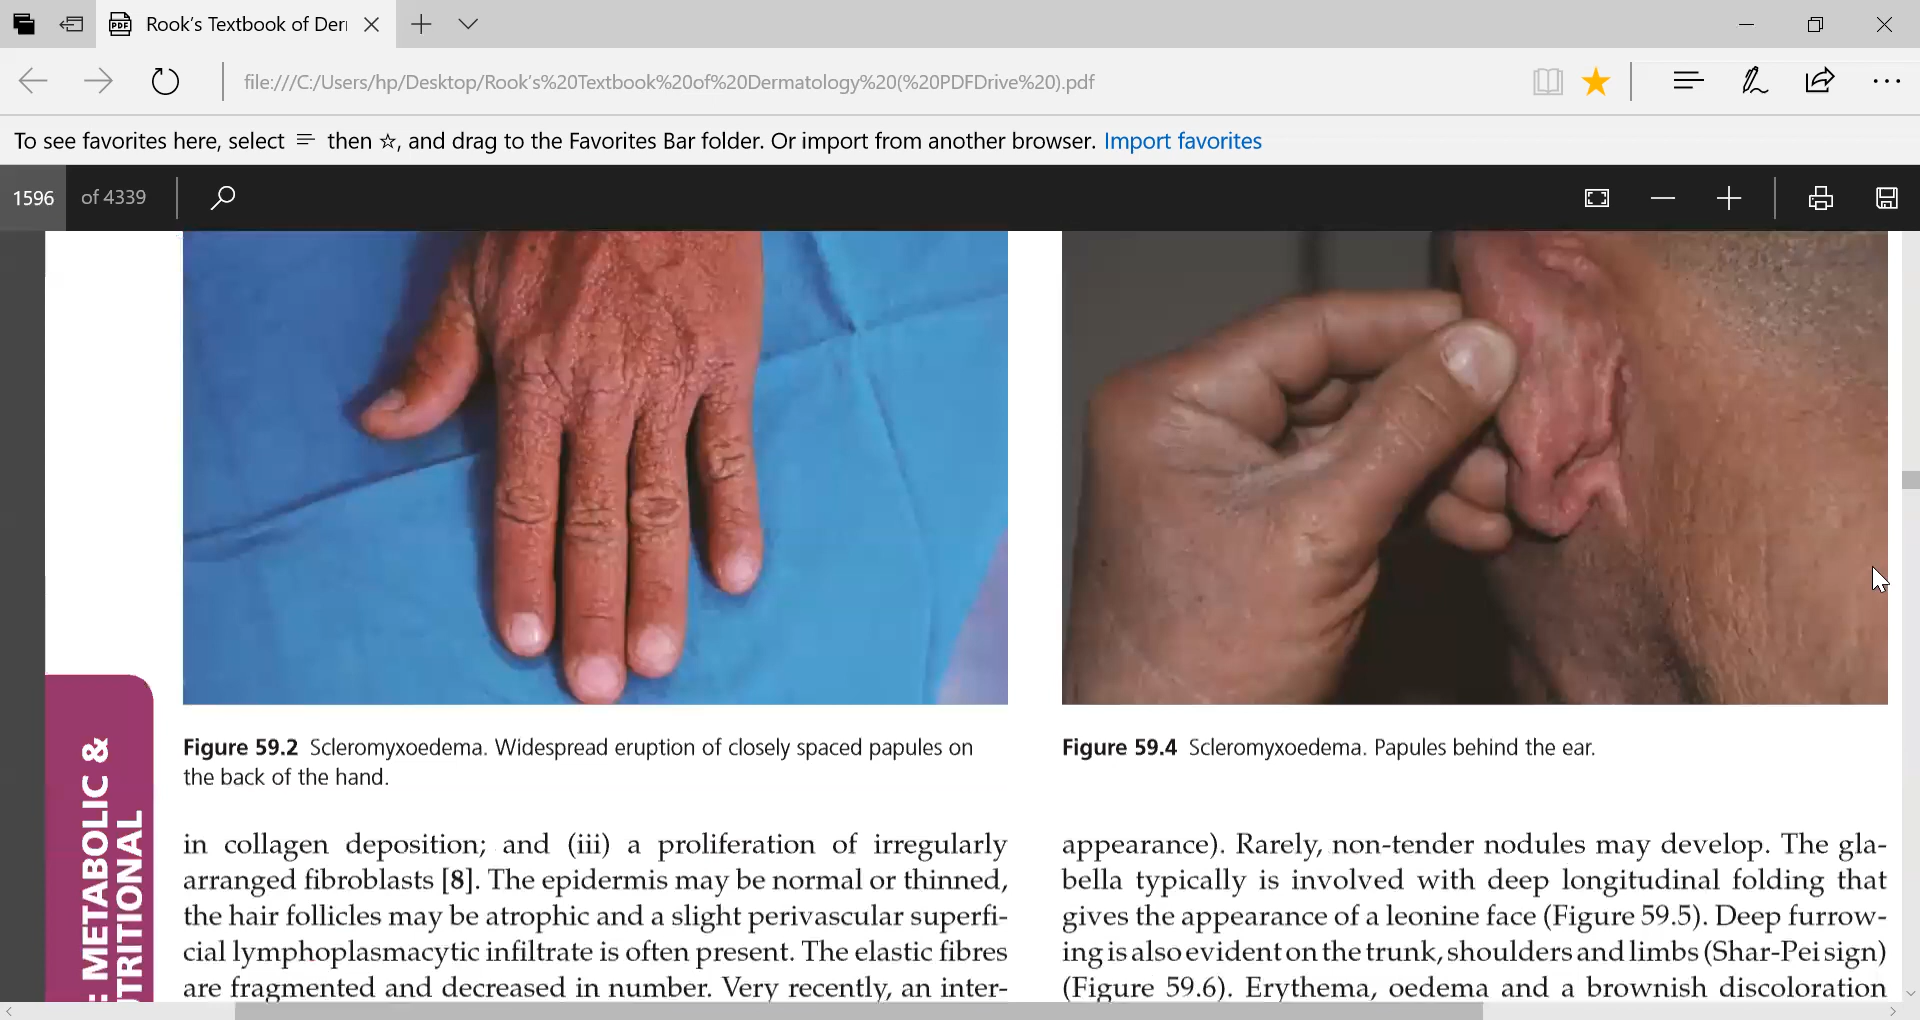 Rook's Textbook of Der
file:///C:/Users/hp/Desktop/Rook's%20Textbook%20of%20Dermatology%20(%20PDFDrive%20).pdf
To see favorites here, select then ☆, and drag to the Favorites Bar folder. Or import from another browser. Import favorites
1596 of 4339
Figure 59.2 Scleromyxoedema. Widespread eruption of closely spaced papules on
the back of the hand.
in collagen deposition; and (iii) a proliferation of irregularly
arranged fibroblasts [8]. The epidermis may be normal or thinned,
the hair follicles may be atrophic and a slight perivascular superfi-
cial lymphoplasmacytic infiltrate is often present. The elastic fibres
are fragmented and decreased in number. Very recently, an inter-
Figure 59.4 Scleromyxoedema. Papules behind the ear.
appearance). Rarely, non-tender nodules may develop. The gla-
bella typically is involved with deep longitudinal folding that
gives the appearance of a leonine face (Figure 59.5). Deep furrow-
ing is also evident on the trunk, shoulders and limbs (Shar-Pei sign)
(Figure 59.6). Erythema, oedema and a brownish discoloration
: METABOLIC &
UTRITIONAL